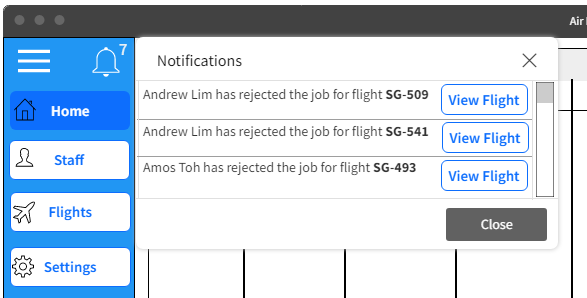 Air
7
Notifications
Andrew Lim has rejected the job for flight SG-509
View Flight
Andrew Lim has rejected the job for flight SG-541
View Flight
Amos Toh has rejected the job for flight SG-493
View Flight
Close
Home
Staff
Flights
Settings